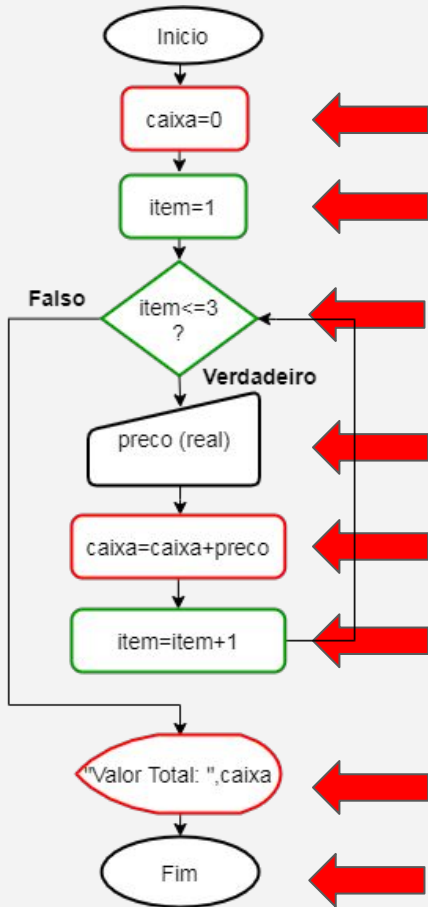 Inicio
caixa=0
item=1
item<=3
?
Falso
Verdadeiro
preco (real)
caixa=caixa+preco
item=item+1
"Valor Total: ",caixa
Fim